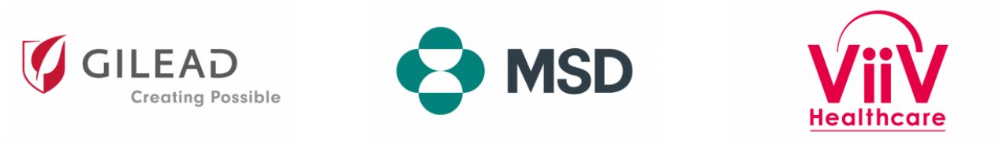 GILEAD
Creating Possible
MSD
ViiV
Healthcare